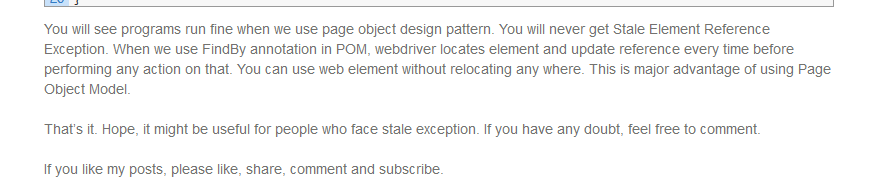 You will see programs run fine when we use page object design pattern. You will never get Stale Element Reference
Exception. When we use FindBy annotation in POM, webdriver locates element and update reference every time before
performing any action on that. You can use web element without relocating any where. This is major advantage of using Page
Object Model.
That's it. Hope, it might be useful for people who face stale exception. If you have any doubt, feel free to comment.
If you like my posts, please like, share, comment and subscribe.